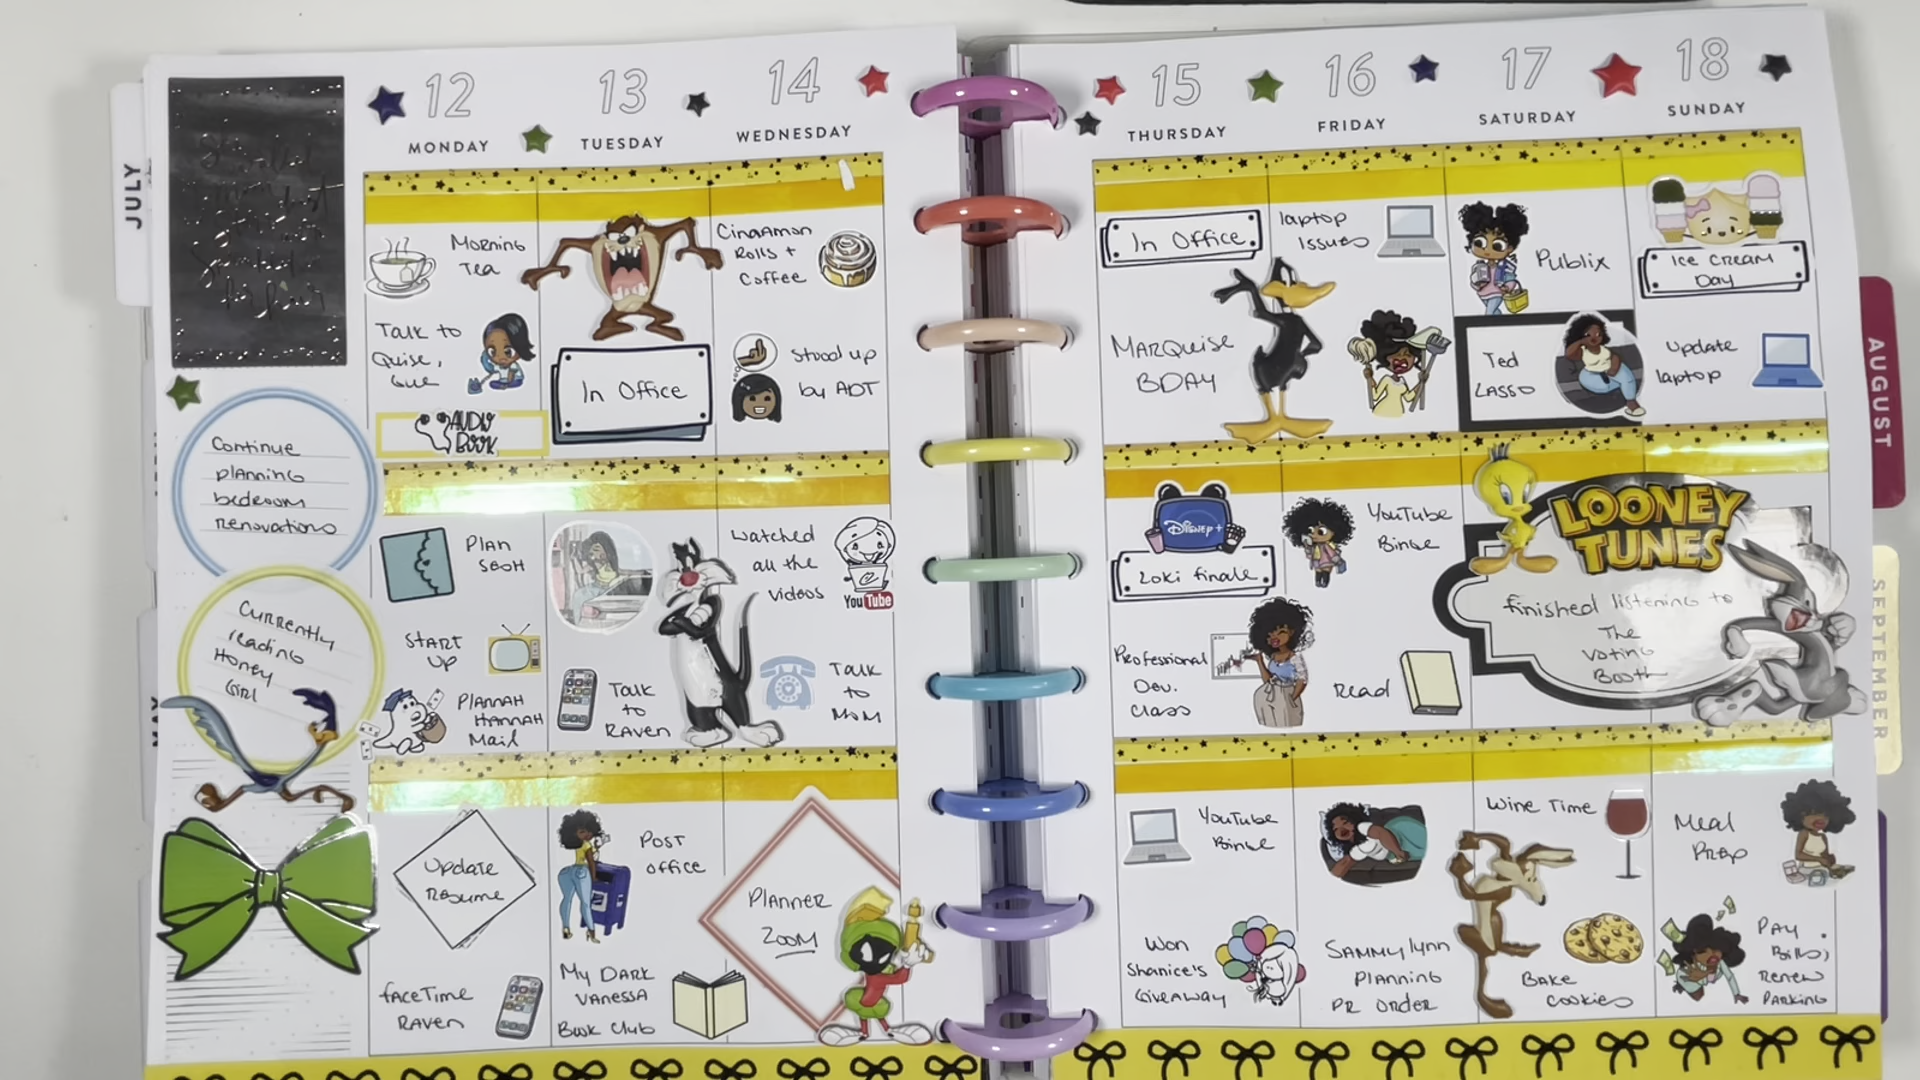 JULY
12
MONDAY
13
TUESDAY
14
WEDNESDAY
15
THURSDAY
16
FRIDAY
17
SATURDAY
18
SUNDAY
AUGUST
SEPTEMBER
MAY
Continue
planning
bedroom
renovations
Currently
reading
Honey
Girl
Morning
Tea
Talk to
Quise,
Gue
AUDIO
BOOK
In Office
Cinnamon
Rolls +
Coffee
Stood up
by ADT
In Office
MARQUISE
BDAY
laptop
Issues
Publix
Ted
LASSO
Ice Cream
Day
Update
laptop
PLAN
START
UP
PLANNAH
HANNAH
Mail
Talk
to
RAVEN
Watched
all the
videos
YouTube
Talk
to
MOM
Disney+
Loki finale
Professional
Dev.
Class
YouTube
Binge
Read
LOONEY
TUNES
finished listening to
The
Voting
Booth
Update
Resume
faceTime
RAVEN
POST
Office
My DARK
VANESSA
Book Club
PLANNER
ZOOM
YouTube
Binge
Won
Shanice's
Giveaway
SAMMY lynn
PLANNING
PR ORDER
Wine Time
Bake
Cookies
Meal
Prep
PAY
Bills,
Renew
PARKING